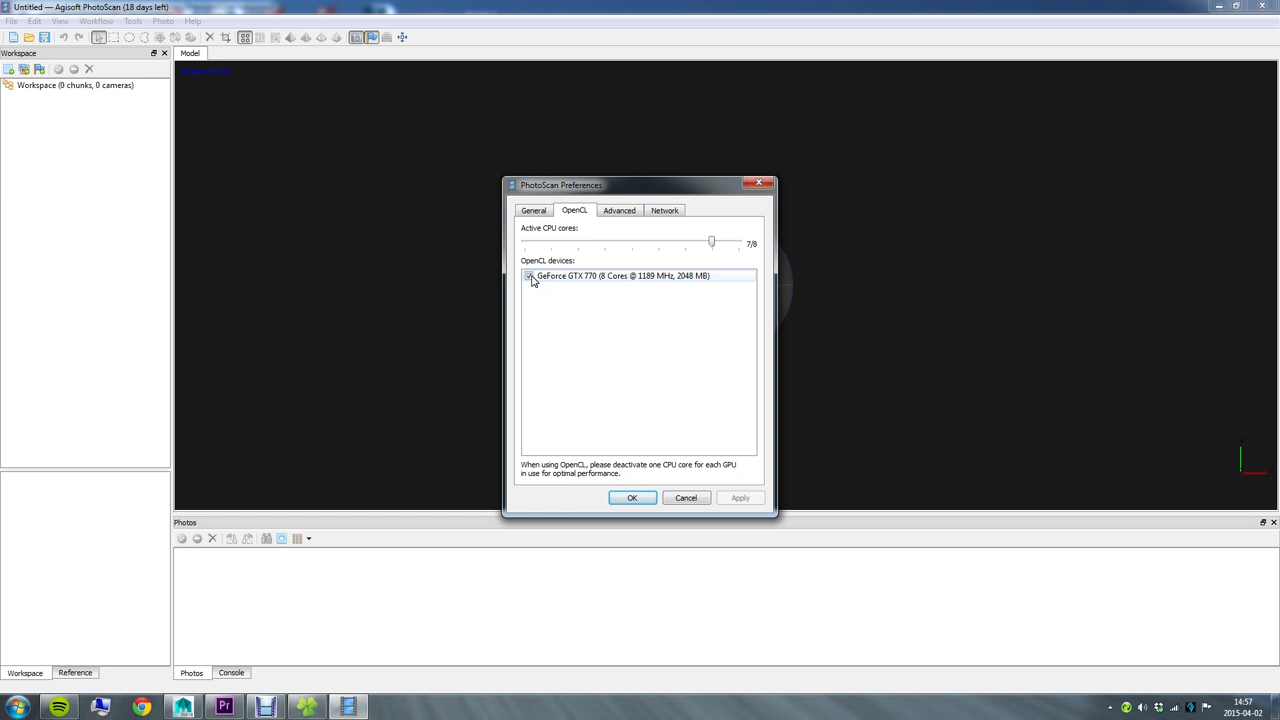 Untitled — Agisoft PhotoScan (18 days left)
File Edit View Workflow Tools Photo Help
Workspace
Model
Workspace (0 chunks, 0 cameras)
PhotoScan Preferences
General OpenCL Advanced Network
Active CPU cores:
7/8
OpenCL devices:
GeForce GTX 770 (8 Cores @ 1189 MHz, 2048 MB)
When using OpenCL, please deactivate one CPU core for each GPU
in use for optimal performance.
OK Cancel Apply
Photos
Workspace Reference
Photos Console
Pr
14:57
2015-04-02